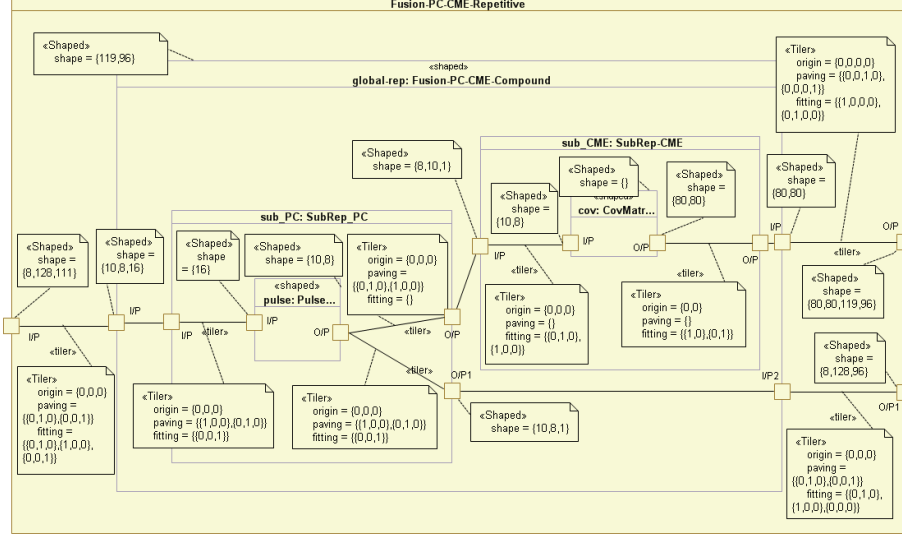 Fusion-PC-CME-Repetitive
«Shaped»
shape = {119,96}
«shaped»
global-rep: Fusion-PC-CME-Compound
«Tiler»
origin = {0,0,0,0}
paving = {{0,0,1,0},
{0,0,0,1}}
fitting = {{1,0,0,0},
{0,1,0,0}}
«Shaped»
shape = {8,10,1}
sub_CME: SubRep-CME
«Shaped»
shape = {10,8}
«Shaped»
shape = {}
«shaped»
cov: CovMatr...
«Shaped»
shape =
{80,80}
«Shaped»
shape =
{80,80}
I/P
O/P
I/P
O/P
I/P
O/P
«tiler»
«tiler»
«tiler»
«Tiler»
origin = {0,0,0}
paving = {}
fitting = {{0,1,0},
{1,0,0}}
«Tiler»
origin = {0,0}
paving = {}
fitting = {{1,0},{0,1}}
«Shaped»
shape =
{80,80,119,96}
sub_PC: SubRep_PC
«Shaped»
shape =
{8,128,111}
«Shaped»
shape =
{10,8,16}
«Shaped»
shape
= {16}
«Shaped»
shape = {10,8}
«shaped»
pulse: Pulse...
«Tiler»
origin = {0,0,0}
paving =
{{0,1,0},{1,0,0}}
fitting = {}
I/P
I/P
I/P
I/P
O/P
O/P
«tiler»
«tiler»
«tiler»
«tiler»
O/P1
I/P2
O/P1
«Tiler»
origin = {0,0,0}
paving =
{{0,1,0},{0,0,1}}
fitting =
{{0,1,0},{1,0,0},
{0,0,1}}
«Tiler»
origin = {0,0,0}
paving = {{1,0,0},{0,1,0}}
fitting = {{0,0,1}}
«Tiler»
origin = {0,0,0}
paving = {{1,0,0},{0,1,0}}
fitting = {{0,0,1}}
«Shaped»
shape = {10,8,1}
«Shaped»
shape =
{8,128,96}
«tiler»
«Tiler»
origin = {0,0,0}
paving =
{{0,1,0},{0,0,1}}
fitting = {{0,1,0},
{1,0,0},{0,0,0}}